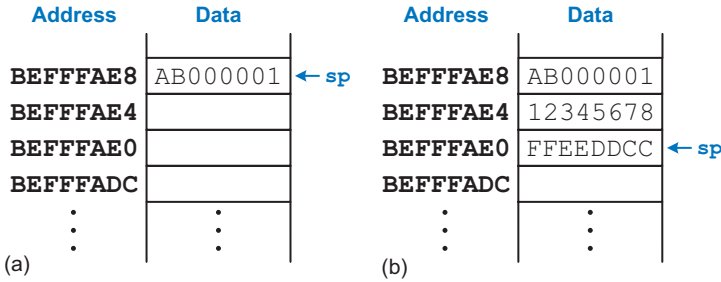 Address Data Address Data
BEFFFAE8 AB000001 sp BEFFFAE8 AB000001
BEFFFAE4 BEFFFAE4 12345678
BEFFFAE0 BEFFFAE0 FFEEDDCC sp
BEFFFADC BEFFFADC
(a) (b)